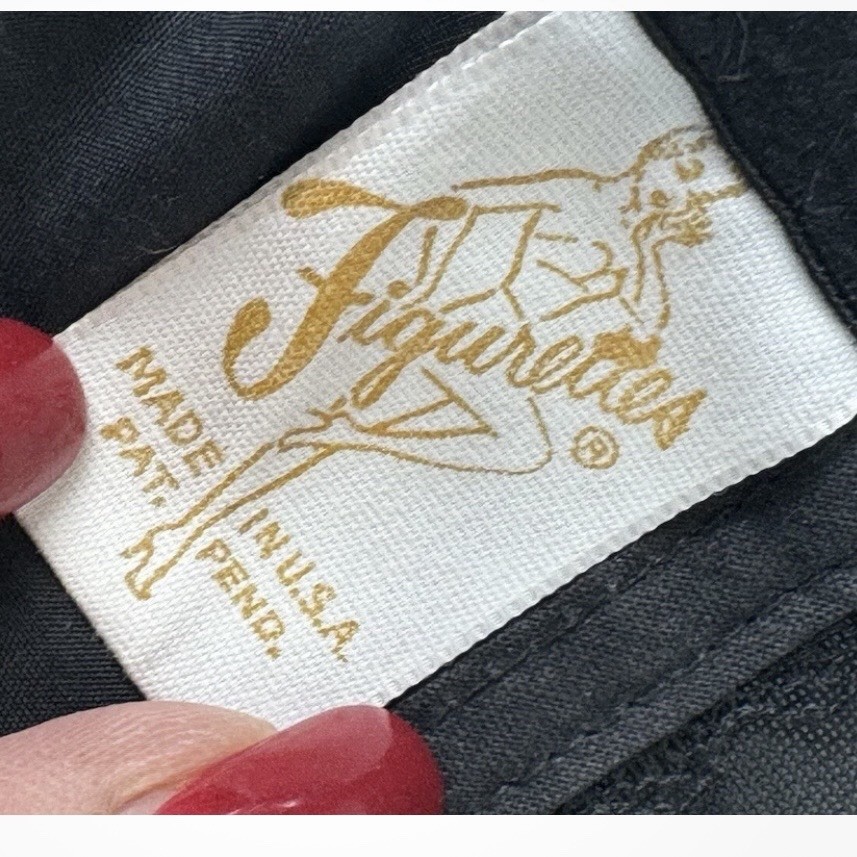 Figurettes ®
MADE IN U.S.A.
PAT. PEND.